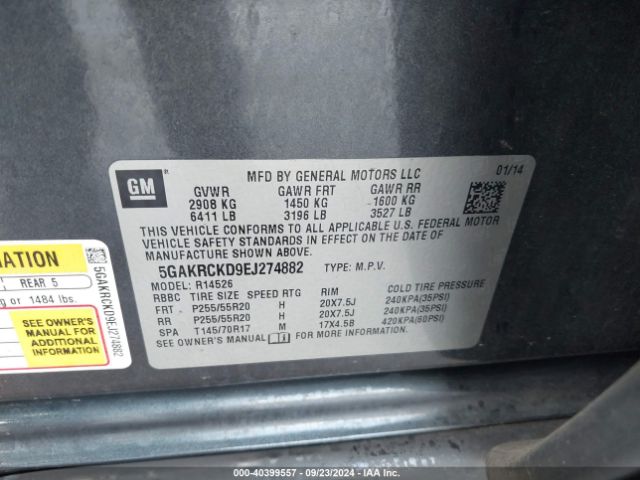 GM
MFD BY GENERAL MOTORS LLC 01/14
GVWR GAWR FRT GAWR RR
2908 KG 1450 KG 1600 KG
6411 LB 3196 LB 3527 LB
THIS VEHICLE CONFORMS TO ALL APPLICABLE U.S. FEDERAL MOTOR
VEHICLE SAFETY STANDARDS IN EFFECT ON THE DATE OF
MANUFACTURE SHOWN ABOVE.
5GAKRCKD9EJ274882 TYPE: M.P.V.
MODEL: R14526
RBBC TIRE SIZE SPEED RTG RIM COLD TIRE PRESSURE
FRT P255/55R20 H 20X7.5J 240KPA(35PSI)
RR P255/55R20 H 20X7.5J 240KPA(35PSI)
SPA T145/70R17 M 17X4.5B 420KPA(60PSI)
SEE OWNER'S MANUAL FOR MORE INFORMATION.
MATION
REAR 5
g or 1484 lbs.
SEE OWNER'S
MANUAL FOR
ADDITIONAL
INFORMATION
5GAKRCKD9EJ274882
000-40399557 - 09/23/2024 - IAAI.COM